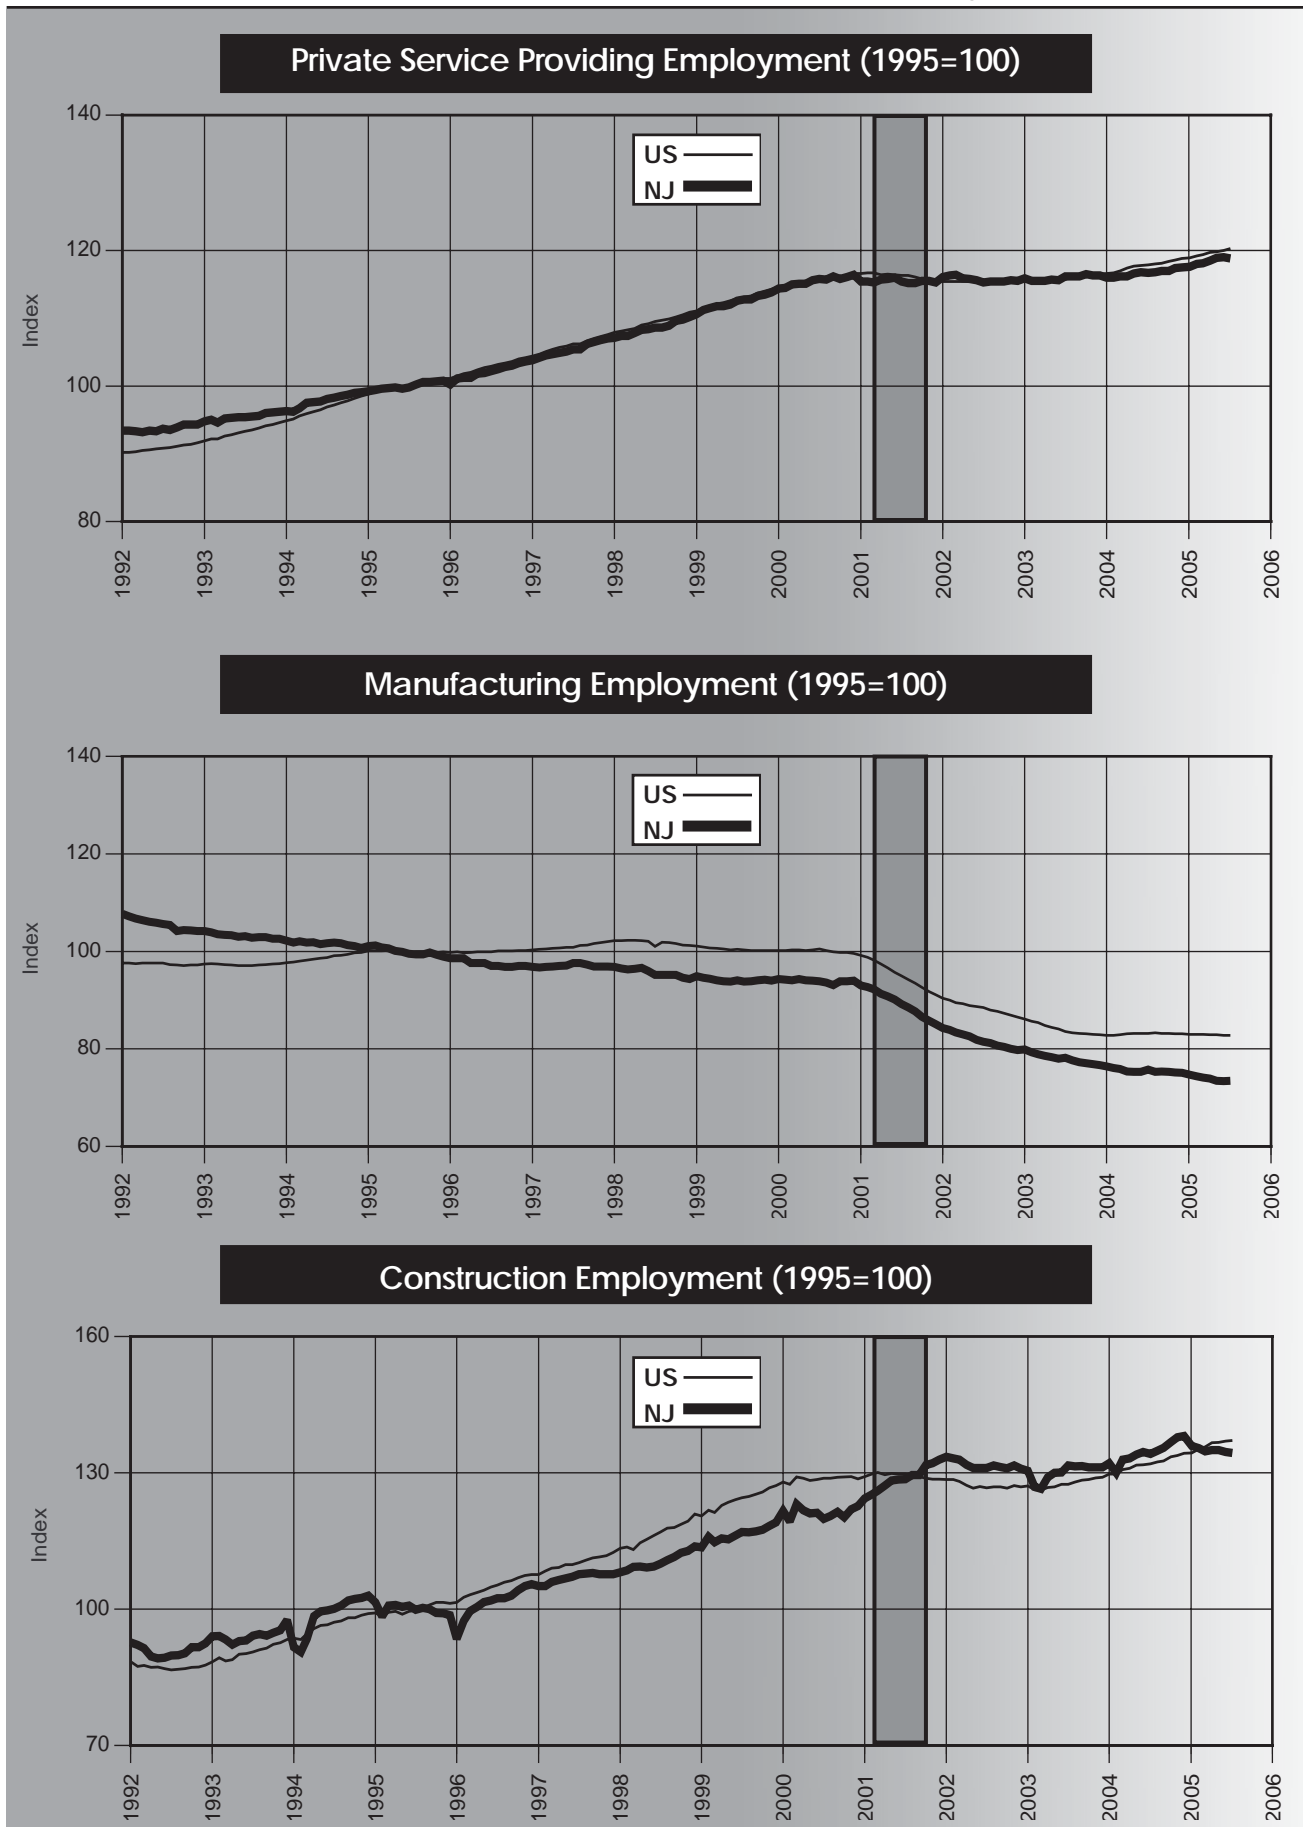 Private Service Providing Employment (1995=100)
140
US
NJ
120
Index
100
80
1992 1993 1994 1995 1996 1997 1998 1999 2000 2001 2002 2003 2004 2005 2006
Manufacturing Employment (1995=100)
140
US
NJ
120
Index
100
80
60
1992 1993 1994 1995 1996 1997 1998 1999 2000 2001 2002 2003 2004 2005 2006
Construction Employment (1995=100)
160
US
NJ
130
Index
100
70
1992 1993 1994 1995 1996 1997 1998 1999 2000 2001 2002 2003 2004 2005 2006